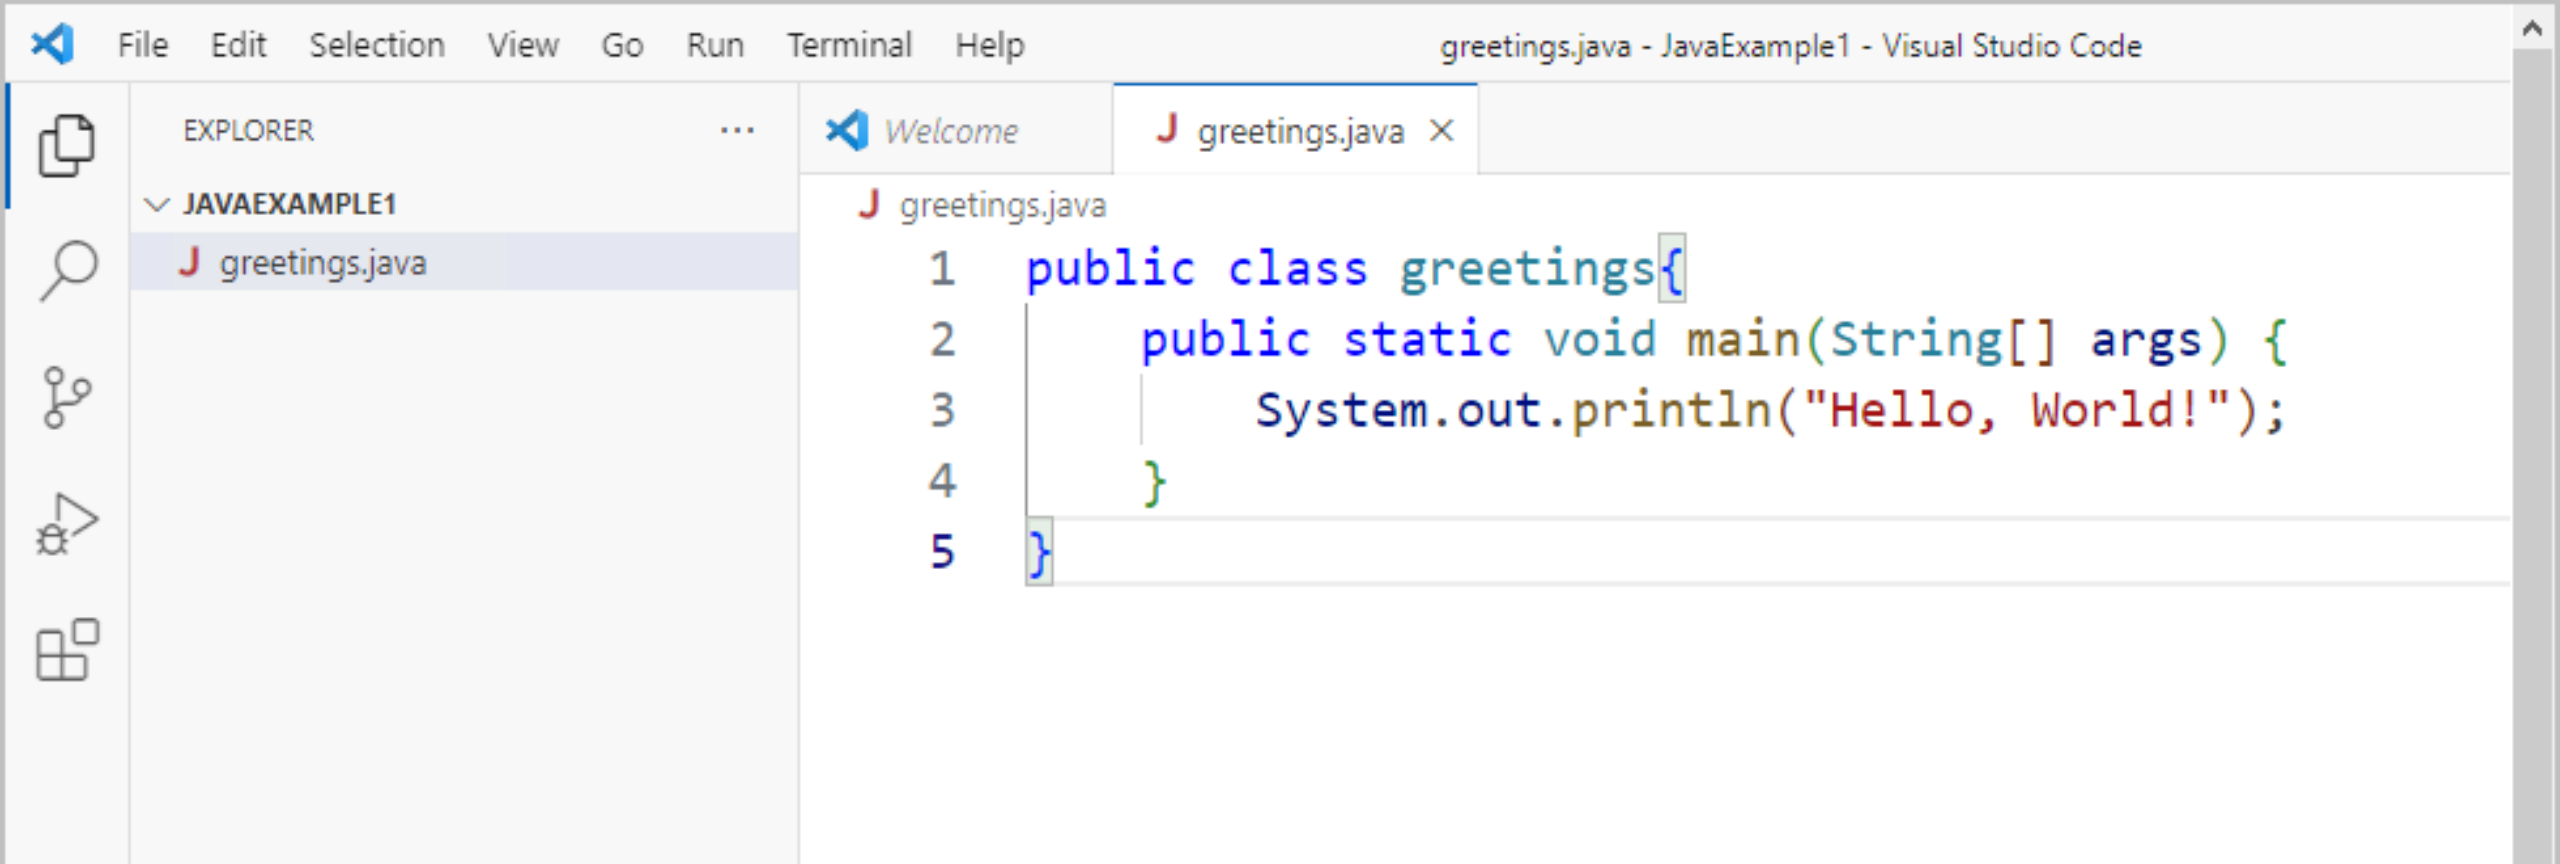 File Edit Selection View Go Run Terminal Help greetings.java - JavaExample1 - Visual Studio Code
EXPLORER ...
JAVAEXAMPLE1
J greetings.java
Welcome J greetings.java
J greetings.java
1 public class greetings{
2     public static void main(String[] args) {
3         System.out.println("Hello, World!");
4     }
5 }